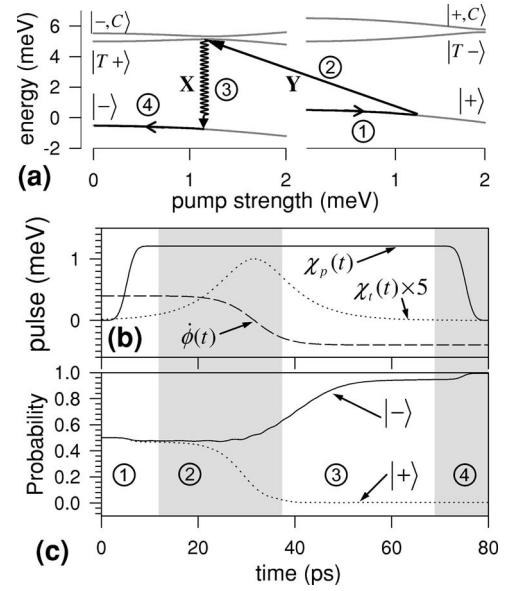 energy (meV)
6
4
2
0
-2
|−,C⟩
|T+⟩
|−⟩
④
X
③
Y
②
①
|+,C⟩
|T−⟩
|+⟩
0 1 2 0 1 2
(a)
pump strength (meV)
pulse (meV)
1
0
χp(t)
χt(t)×5
φ̇(t)
(b)
Probability
1.0
0.8
0.6
0.4
0.2
0.0
|−⟩
|+⟩
① ② ③ ④
0 20 40 60 80
(c)
time (ps)